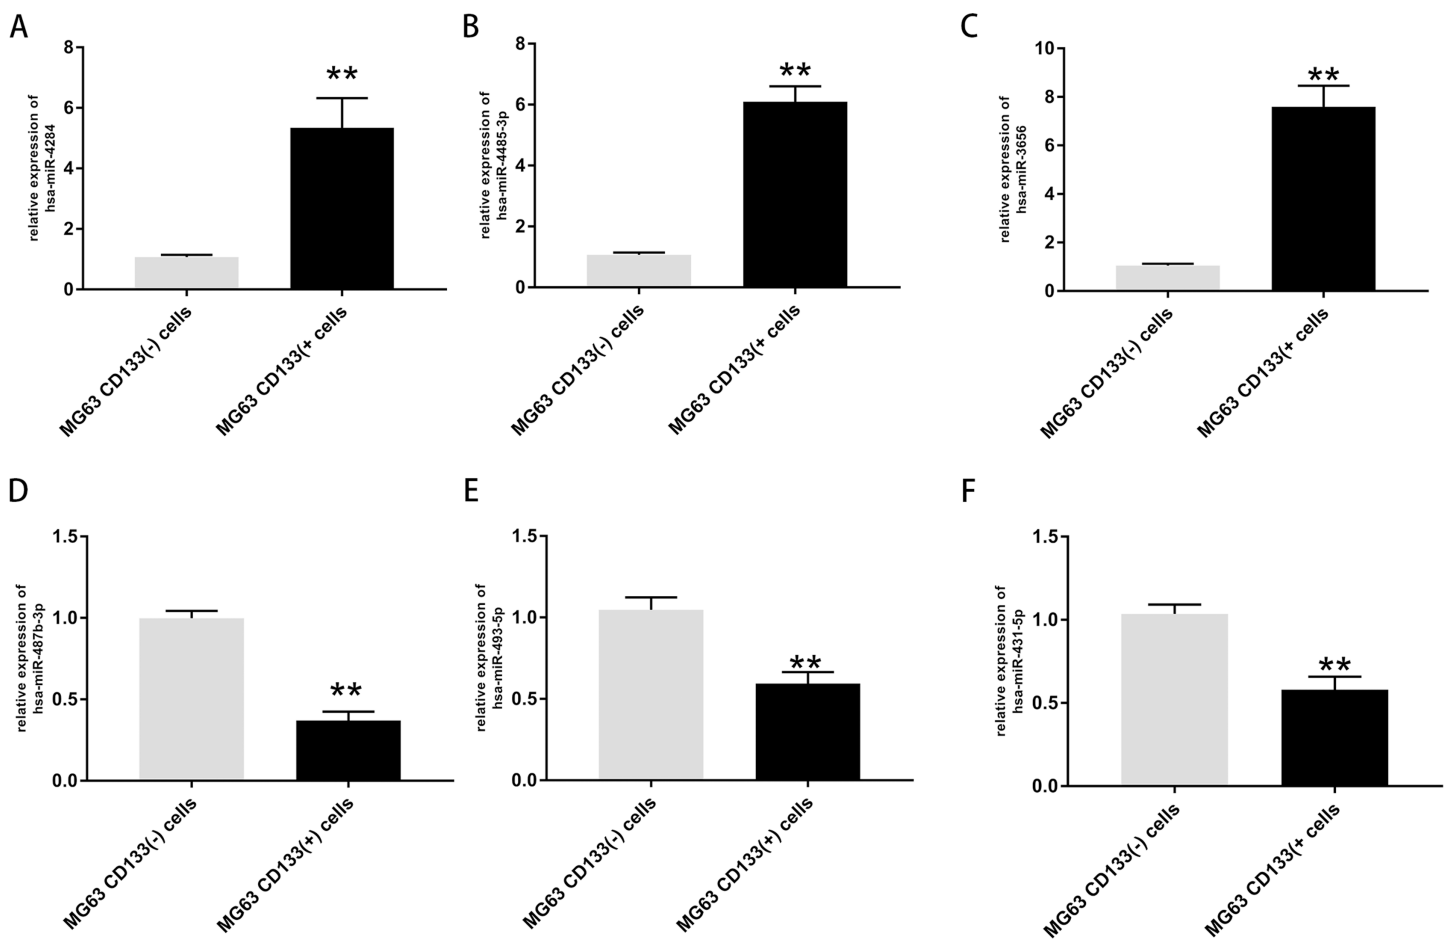 A
8
6
4
2
0
relative expression of
hsa-miR-4284
**
MG63 CD133(-) cells
MG63 CD133(+ cells
B
8
6
4
2
0
relative expression of
hsa-miR-4485-3p
**
MG63 CD133(-) cells
MG63 CD133(+ cells
C
10
8
6
4
2
0
relative expression of
hsa-miR-3656
**
MG63 CD133(-) cells
MG63 CD133(+ cells
D
1.5
1.0
0.5
0.0
relative expression of
hsa-miR-487b-3p
**
MG63 CD133(-) cells
MG63 CD133(+) cells
E
1.5
1.0
0.5
0.0
relative expression of
hsa-miR-493-5p
**
MG63 CD133(-) cells
MG63 CD133(+) cells
F
1.5
1.0
0.5
0.0
relative expression of
hsa-miR-431-5p
**
MG63 CD133(-) cells
MG63 CD133(+ cells